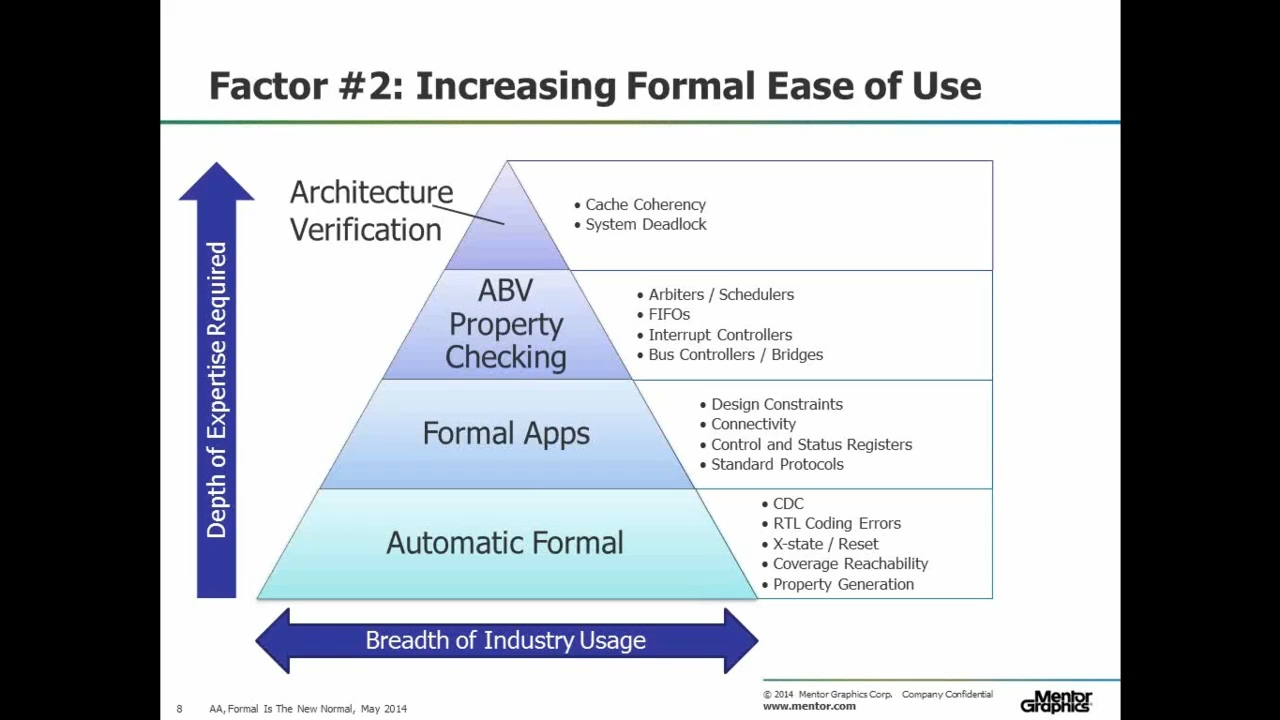 Factor #2: Increasing Formal Ease of Use
Depth of Expertise Required
Architecture
Verification
• Cache Coherency
• System Deadlock
ABV
Property
Checking
• Arbiters / Schedulers
• FIFOs
• Interrupt Controllers
• Bus Controllers / Bridges
Formal Apps
• Design Constraints
• Connectivity
• Control and Status Registers
• Standard Protocols
Automatic Formal
• CDC
• RTL Coding Errors
• X-state / Reset
• Coverage Reachability
• Property Generation
Breadth of Industry Usage
8 AA, Formal Is The New Normal, May 2014
© 2014 Mentor Graphics Corp. Company Confidential
www.mentor.com
Mentor
Graphics